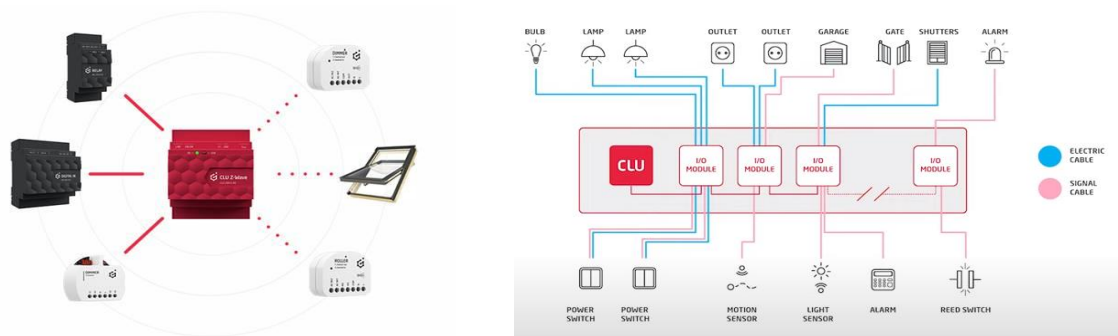 CLU Z-Wave
DIMMER
ROLLER
BULB
LAMP
LAMP
OUTLET
OUTLET
GARAGE
GATE
SHUTTERS
ALARM
CLU
I/O
MODULE
I/O
MODULE
I/O
MODULE
I/O
MODULE
ELECTRIC
CABLE
SIGNAL
CABLE
POWER
SWITCH
POWER
SWITCH
MOTION
SENSOR
LIGHT
SENSOR
ALARM
REED SWITCH